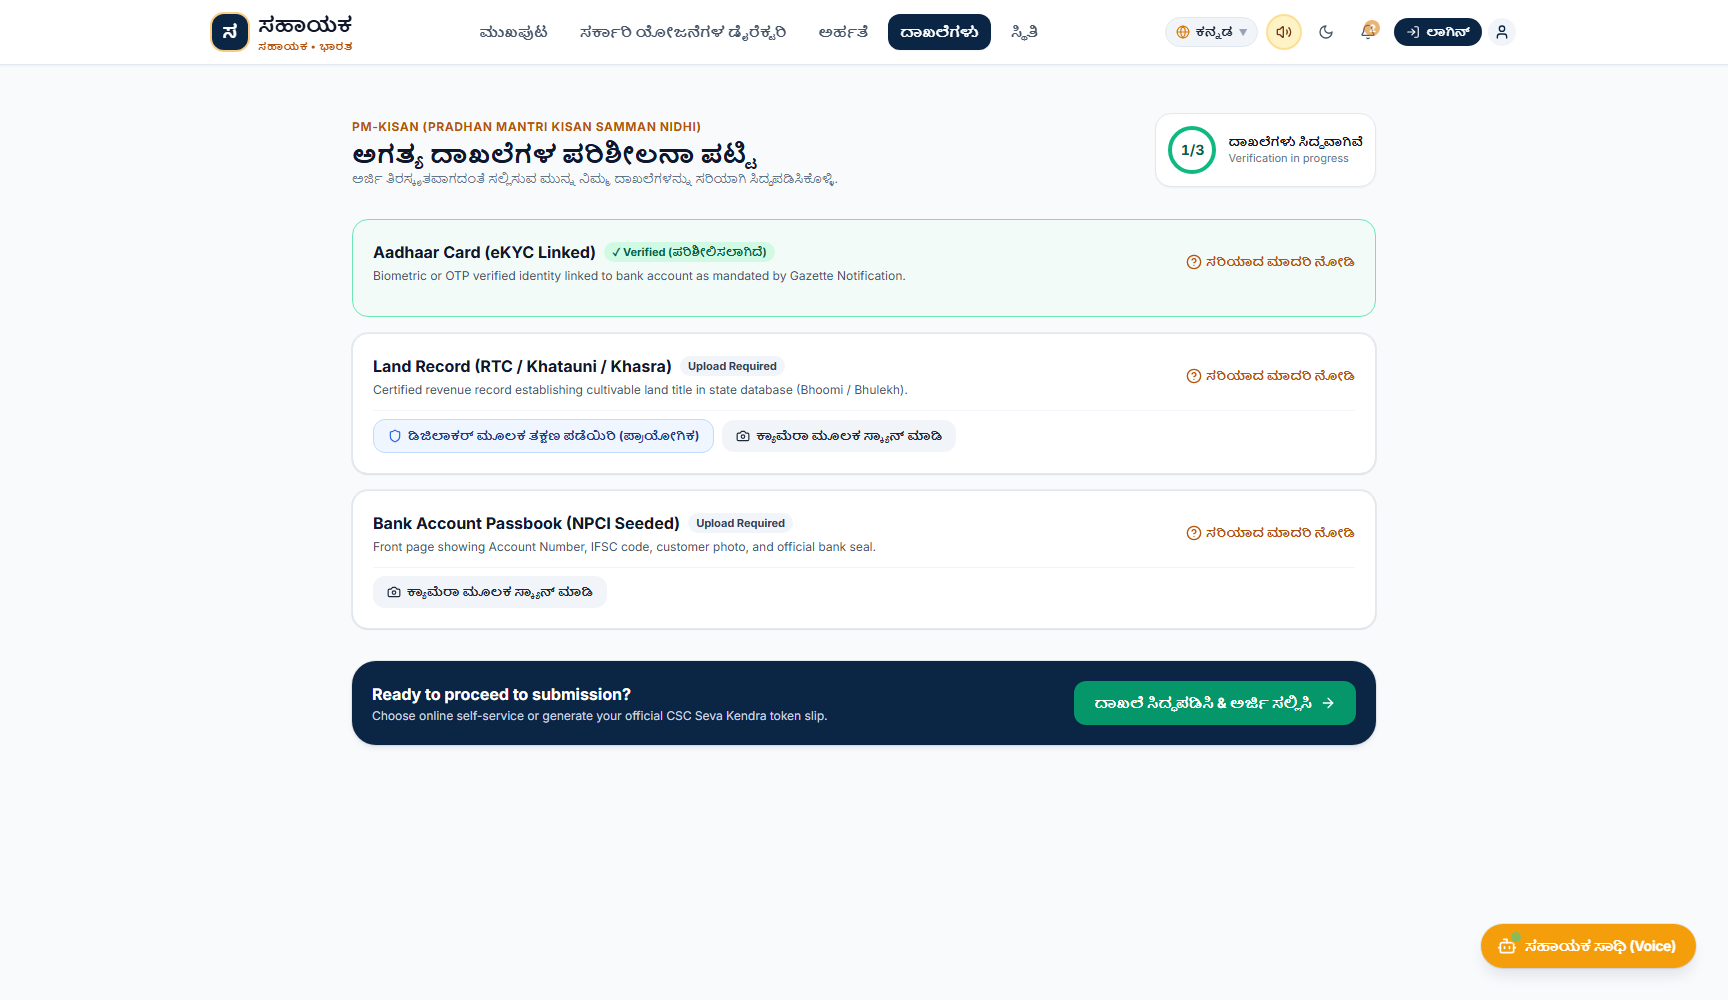 ಸ ಸಹಾಯಕ
ಸಹಾಯಕ • ಭಾರತ
ಮುಖಪುಟ ಸರ್ಕಾರಿ ಯೋಜನೆಗಳ ಡೈರೆಕ್ಟರಿ ಅರ್ಹತೆ ದಾಖಲೆಗಳು ಸ್ಥಿತಿ
ಕನ್ನಡ ▼ ಲಾಗಿನ್
PM-KISAN (PRADHAN MANTRI KISAN SAMMAN NIDHI)
ಅಗತ್ಯ ದಾಖಲೆಗಳ ಪರಿಶೀಲನಾ ಪಟ್ಟಿ
ಅರ್ಜಿ ತಿರಸ್ಕೃತವಾಗದಂತೆ ಸಲ್ಲಿಸುವ ಮುನ್ನ ನಿಮ್ಮ ದಾಖಲೆಗಳನ್ನು ಸರಿಯಾಗಿ ಸಿದ್ಧಪಡಿಸಿಕೊಳ್ಳಿ.
1/3 ದಾಖಲೆಗಳು ಸಿದ್ಧವಾಗಿವೆ
Verification in progress
Aadhaar Card (eKYC Linked) ✓ Verified (ಪರಿಶೀಲಿಸಲಾಗಿದೆ)
Biometric or OTP verified identity linked to bank account as mandated by Gazette Notification.
ಸರಿಯಾದ ಮಾದರಿ ನೋಡಿ
Land Record (RTC / Khatauni / Khasra) Upload Required
Certified revenue record establishing cultivable land title in state database (Bhoomi / Bhulekh).
ಸರಿಯಾದ ಮಾದರಿ ನೋಡಿ
ಡಿಜಿಲಾಕರ್ ಮೂಲಕ ತಕ್ಷಣ ಪಡೆಯಿರಿ (ಪ್ರಾಯೋಗಿಕ) ಕ್ಯಾಮೆರಾ ಮೂಲಕ ಸ್ಕ್ಯಾನ್ ಮಾಡಿ
Bank Account Passbook (NPCI Seeded) Upload Required
Front page showing Account Number, IFSC code, customer photo, and official bank seal.
ಸರಿಯಾದ ಮಾದರಿ ನೋಡಿ
ಕ್ಯಾಮೆರಾ ಮೂಲಕ ಸ್ಕ್ಯಾನ್ ಮಾಡಿ
Ready to proceed to submission?
Choose online self-service or generate your official CSC Seva Kendra token slip.
ದಾಖಲೆ ಸಿದ್ಧಪಡಿಸಿ & ಅರ್ಜಿ ಸಲ್ಲಿಸಿ →
ಸಹಾಯಕ ಸಾಥಿ (Voice)